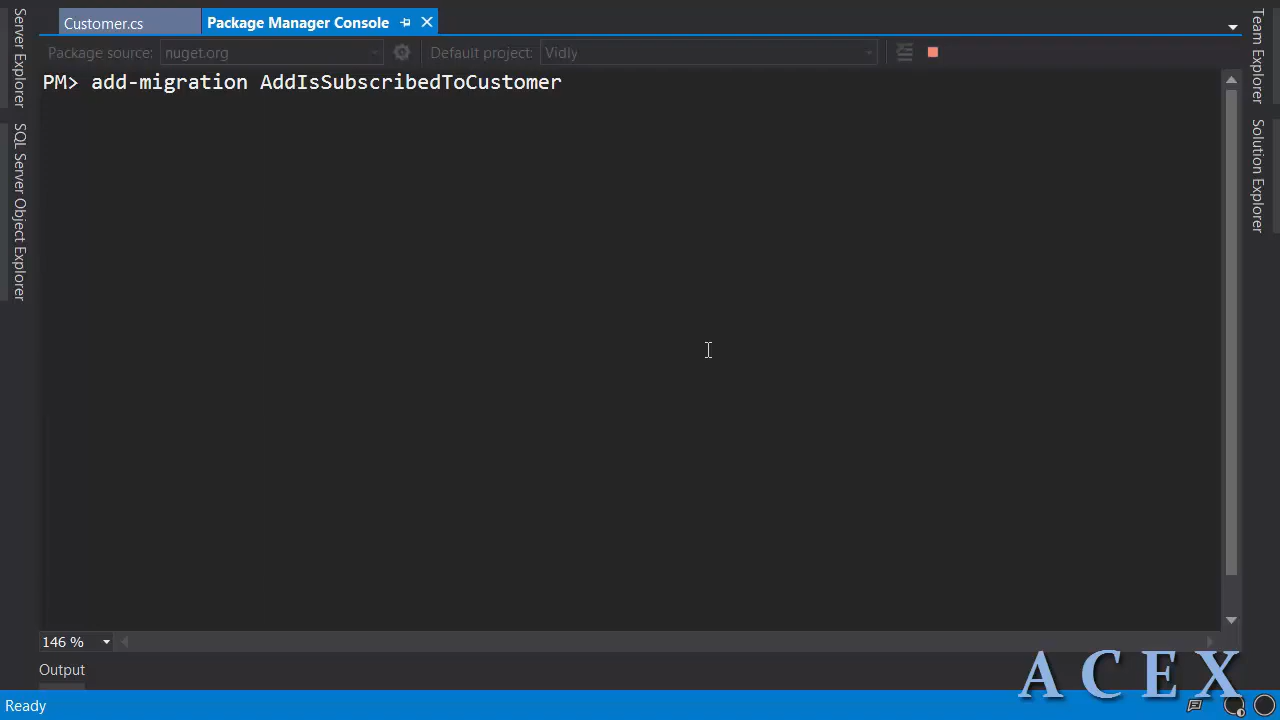 Customer.cs
Package Manager Console
Package source: nuget.org
Default project: Vidly
PM> add-migration AddIsSubscribedToCustomer
Server Explorer
SQL Server Object Explorer
Team Explorer
Solution Explorer
146 %
Output
ACEX
Ready